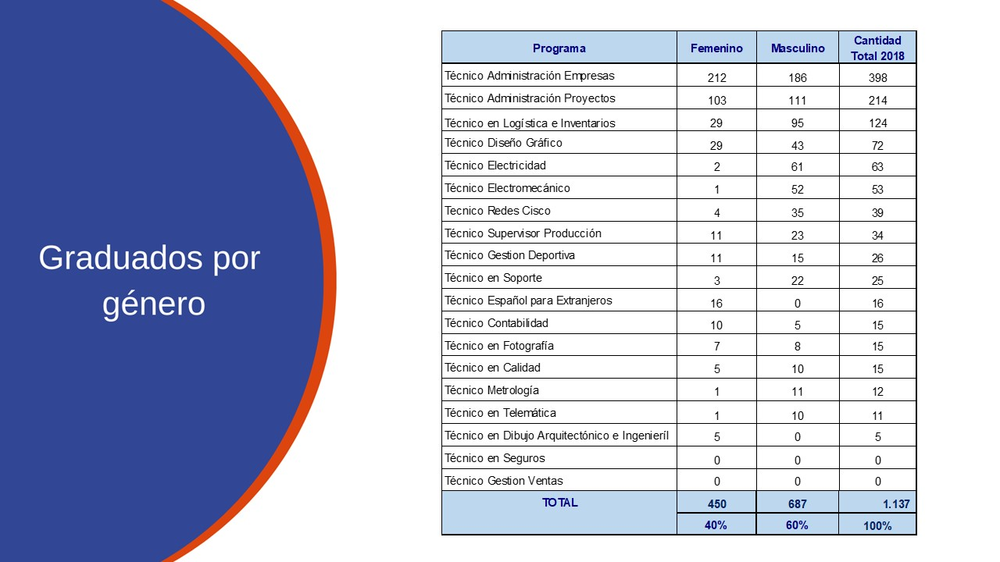 Graduados por
género
Programa Femenino Masculino Cantidad Total 2018
Técnico Administración Empresas 212 186 398
Técnico Administración Proyectos 103 111 214
Técnico en Logística e Inventarios 29 95 124
Técnico Diseño Gráfico 29 43 72
Técnico Electricidad 2 61 63
Técnico Electromecánico 1 52 53
Tecnico Redes Cisco 4 35 39
Técnico Supervisor Producción 11 23 34
Técnico Gestion Deportiva 11 15 26
Técnico en Soporte 3 22 25
Técnico Español para Extranjeros 16 0 16
Técnico Contabilidad 10 5 15
Técnico en Fotografía 7 8 15
Técnico en Calidad 5 10 15
Técnico Metrología 1 11 12
Técnico en Telemática 1 10 11
Técnico en Dibujo Arquitectónico e Ingenieríl 5 0 5
Técnico en Seguros 0 0 0
Técnico Gestion Ventas 0 0 0
TOTAL 450 687 1.137
40% 60% 100%